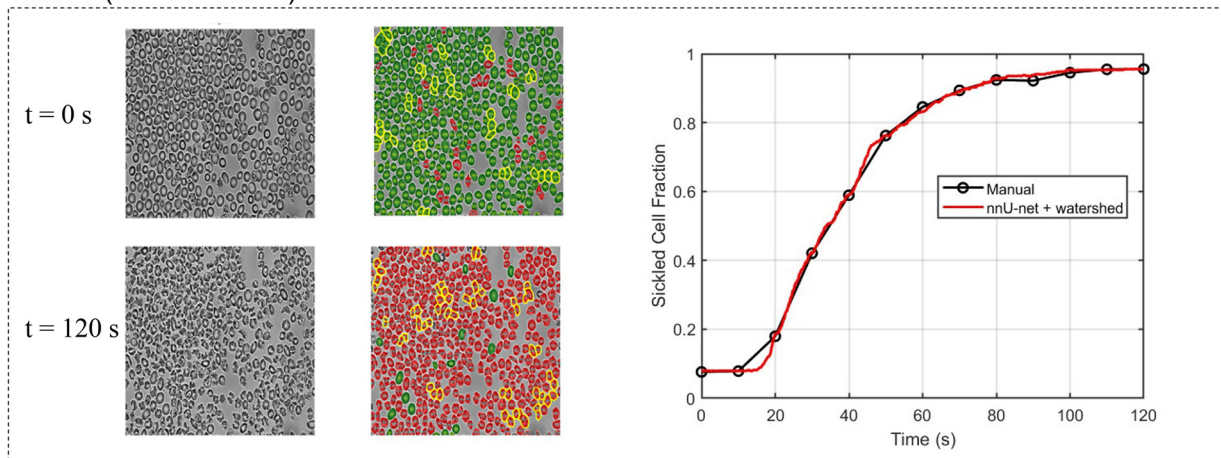 t = 0 s
t = 120 s
Sickled Cell Fraction
1
0.8
0.6
0.4
0.2
0
Manual
nnU-net + watershed
0 20 40 60 80 100 120
Time (s)